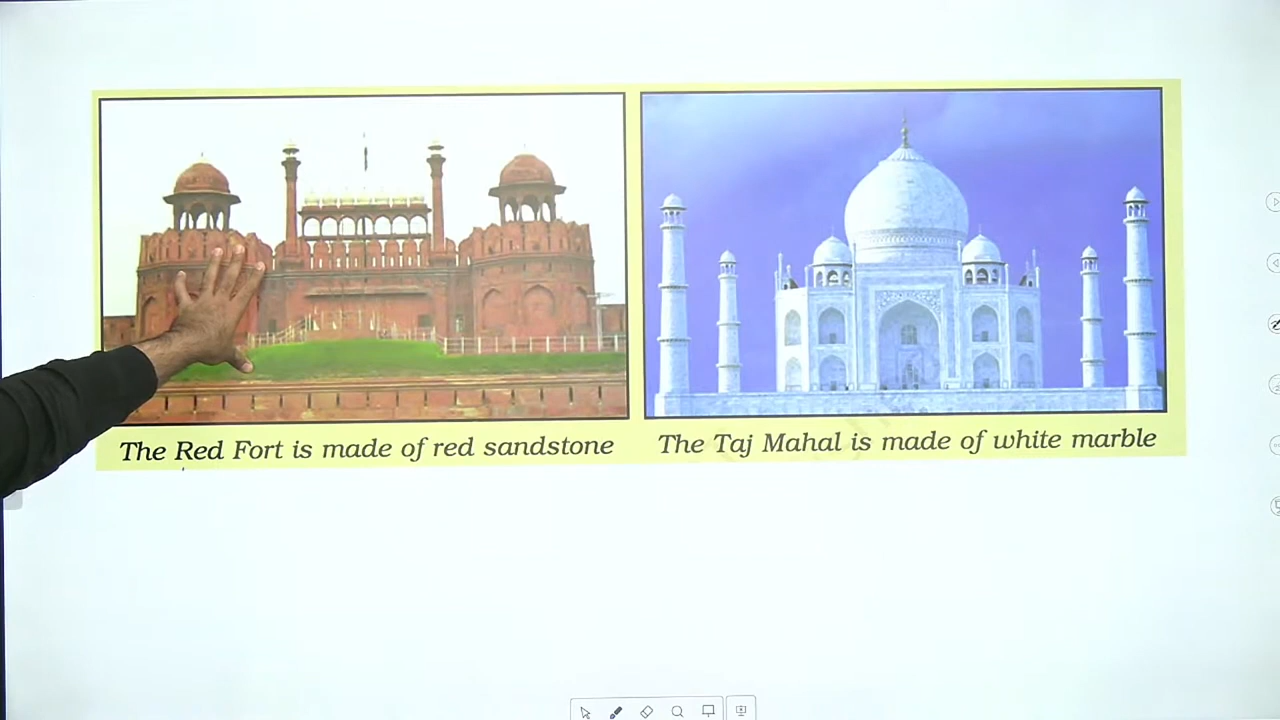 The Red Fort is made of red sandstone
The Taj Mahal is made of white marble